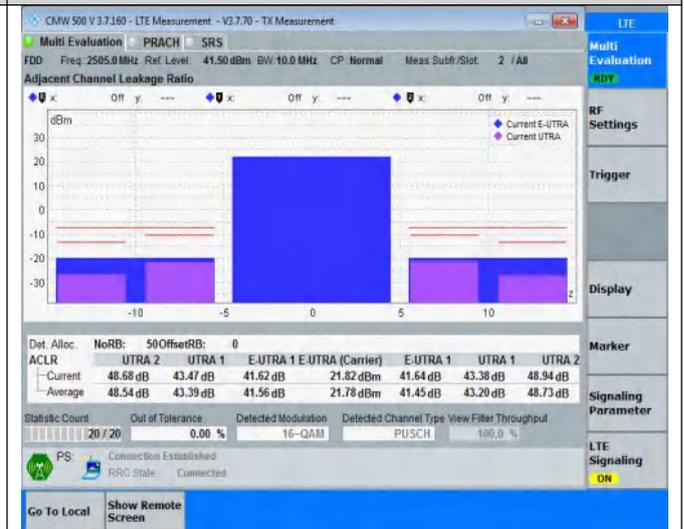 CMW 500 V 3.7.160 - LTE Measurement - V3.7.70 - TX Measurement
LTE
Multi Evaluation PRACH SRS
Multi Evaluation
RDY
FDD Freq.: 2505.0 MHz Ref. Level: 41.50 dBm BW: 10.0 MHz CP: Normal Meas Subfr./Slot: 2 / All
Adjacent Channel Leakage Ratio
x: Off y: --- x: Off y: --- x: Off y: ---
RF Settings
dBm
Current E-UTRA
Current UTRA
30
20
10
0
-10
-20
-30
Trigger
z
-10 -5 0 5 10
Display
Marker
Det. Alloc. NoRB: 50 OffsetRB: 0
ACLR UTRA 2 UTRA 1 E-UTRA 1 E-UTRA (Carrier) E-UTRA 1 UTRA 1 UTRA 2
Current 48.68 dB 43.47 dB 41.62 dB 21.82 dBm 41.64 dB 43.38 dB 48.94 dB
Average 48.54 dB 43.39 dB 41.56 dB 21.78 dBm 41.45 dB 43.20 dB 48.73 dB
Signaling Parameter
Statistic Count Out of Tolerance Detected Modulation Detected Channel Type View Filter Throughput
20 / 20 0.00 % 16-QAM PUSCH 100.0 %
PS: Connection Established
RRC State Connected
LTE Signaling
ON
Go To Local
Show Remote Screen